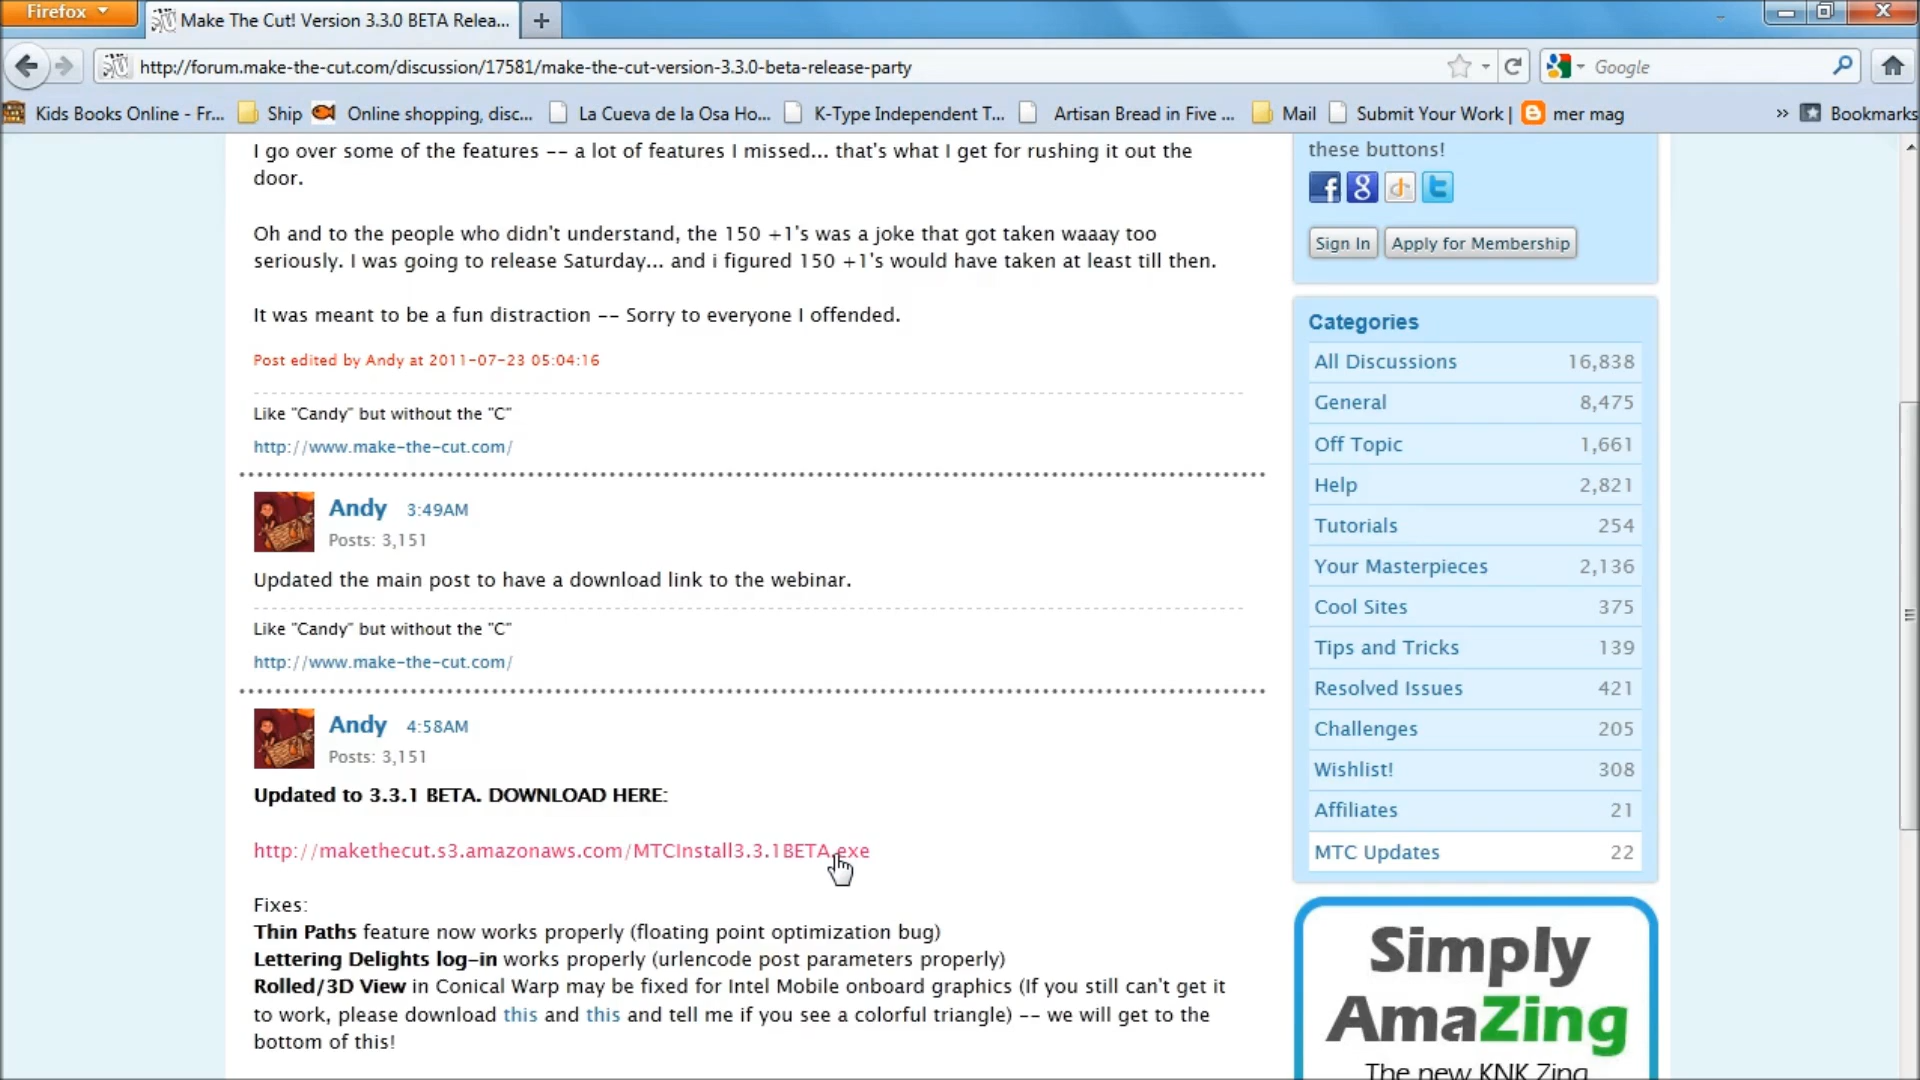 Firefox
Make The Cut! Version 3.3.0 BETA Relea...
http://forum.make-the-cut.com/discussion/17581/make-the-cut-version-3.3.0-beta-release-party
Google
Kids Books Online - Fr...
Ship
Online shopping, disc...
La Cueva de la Osa Ho...
K-Type Independent T...
Artisan Bread in Five ...
Mail
Submit Your Work |
mer mag
Bookmarks
I go over some of the features -- a lot of features I missed... that's what I get for rushing it out the
door.
Oh and to the people who didn't understand, the 150 +1's was a joke that got taken waaay too
seriously. I was going to release Saturday... and i figured 150 +1's would have taken at least till then.
It was meant to be a fun distraction -- Sorry to everyone I offended.
Post edited by Andy at 2011-07-23 05:04:16
Like "Candy" but without the "C"
http://www.make-the-cut.com/
Andy 3:49AM
Posts: 3,151
Updated the main post to have a download link to the webinar.
Like "Candy" but without the "C"
http://www.make-the-cut.com/
Andy 4:58AM
Posts: 3,151
Updated to 3.3.1 BETA. DOWNLOAD HERE:
http://makethecut.s3.amazonaws.com/MTCInstall3.3.1BETA.exe
Fixes:
Thin Paths feature now works properly (floating point optimization bug)
Lettering Delights log-in works properly (urlencode post parameters properly)
Rolled/3D View in Conical Warp may be fixed for Intel Mobile onboard graphics (If you still can't get it
to work, please download this and this and tell me if you see a colorful triangle) -- we will get to the
bottom of this!
these buttons!
Sign In
Apply for Membership
Categories
All Discussions 16,838
General 8,475
Off Topic 1,661
Help 2,821
Tutorials 254
Your Masterpieces 2,136
Cool Sites 375
Tips and Tricks 139
Resolved Issues 421
Challenges 205
Wishlist! 308
Affiliates 21
MTC Updates 22
Simply
AmaZing
The new KNK Zing